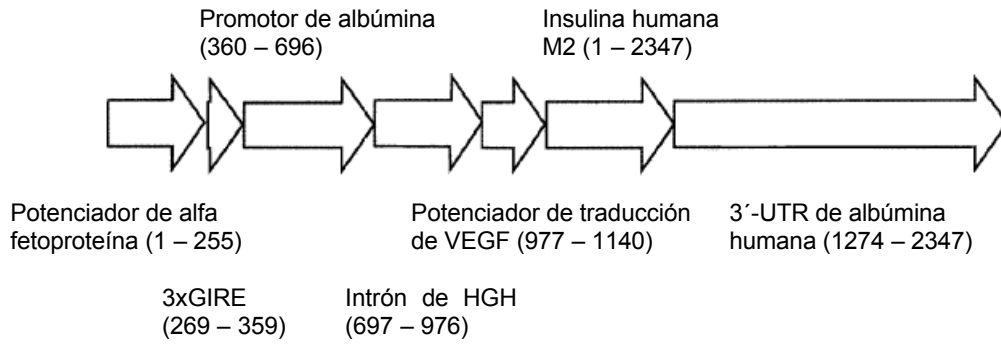 Promotor de albúmina
(360 – 696)
Insulina humana
M2 (1 – 2347)
Potenciador de alfa
fetoproteína (1 – 255)
Potenciador de traducción
de VEGF (977 – 1140)
3´-UTR de albúmina
humana (1274 – 2347)
3xGIRE
(269 – 359)
Intrón de HGH
(697 – 976)